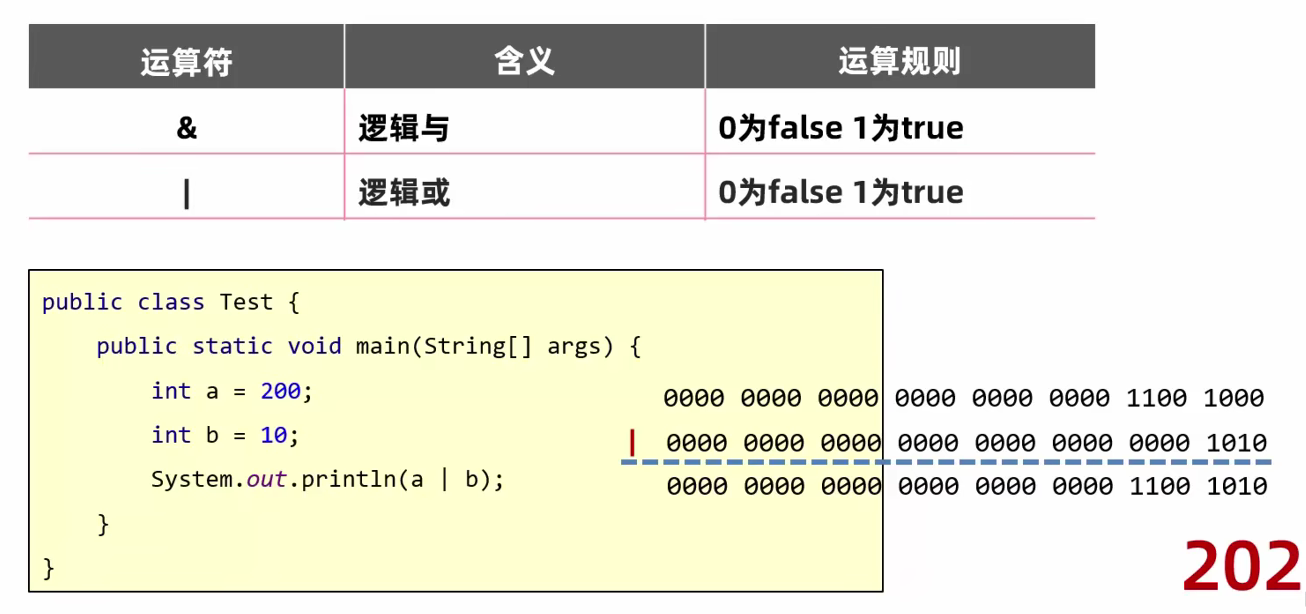 运算符 含义 运算规则
& 逻辑与 0为false 1为true
| 逻辑或 0为false 1为true
public class Test {
public static void main(String[] args) {
int a = 200;
int b = 10;
System.out.println(a | b);
}
}
0000 0000 0000 0000 0000 0000 1100 1000
| 0000 0000 0000 0000 0000 0000 0000 1010
0000 0000 0000 0000 0000 0000 1100 1010
202